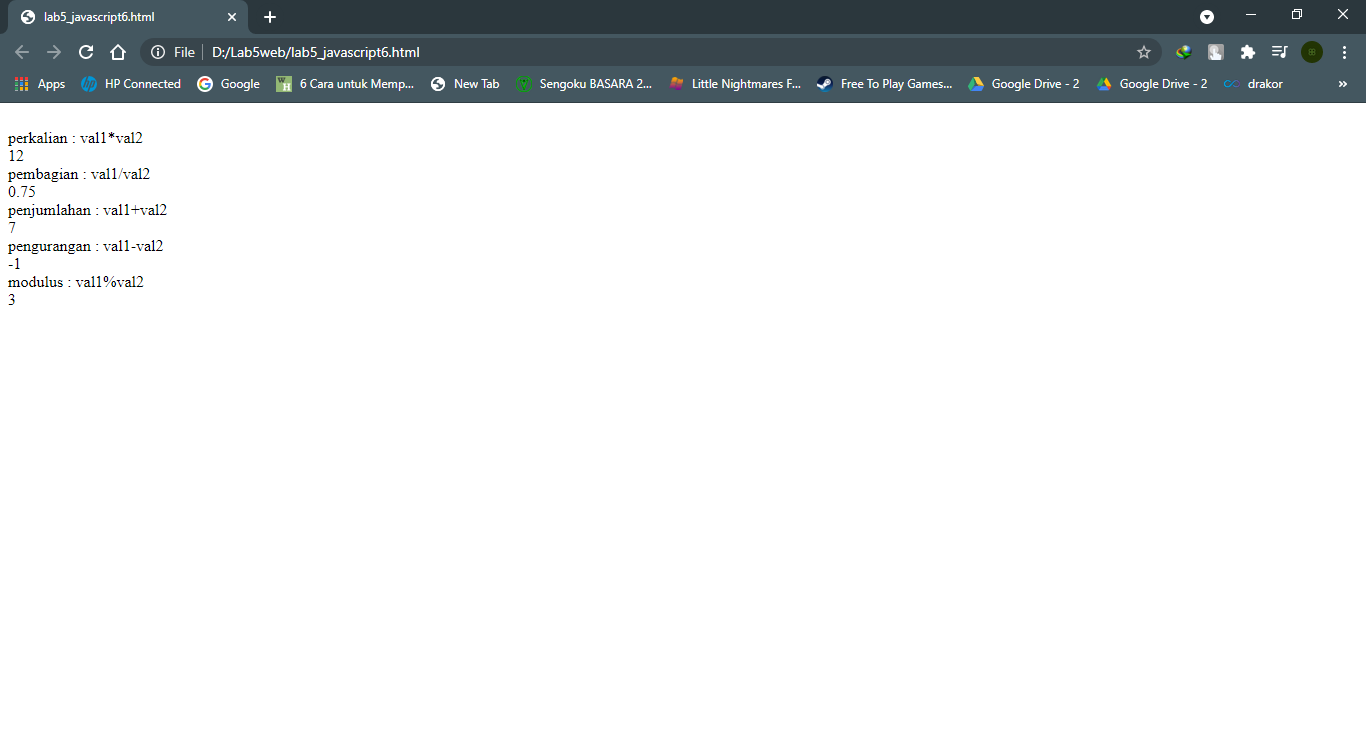 lab5_javascript6.html
File D:/Lab5web/lab5_javascript6.html
Apps HP Connected Google 6 Cara untuk Memp... New Tab Sengoku BASARA 2... Little Nightmares F... Free To Play Games... Google Drive - 2 Google Drive - 2 drakor »
perkalian : val1*val2
12
pembagian : val1/val2
0.75
penjumlahan : val1+val2
7
pengurangan : val1-val2
-1
modulus : val1%val2
3